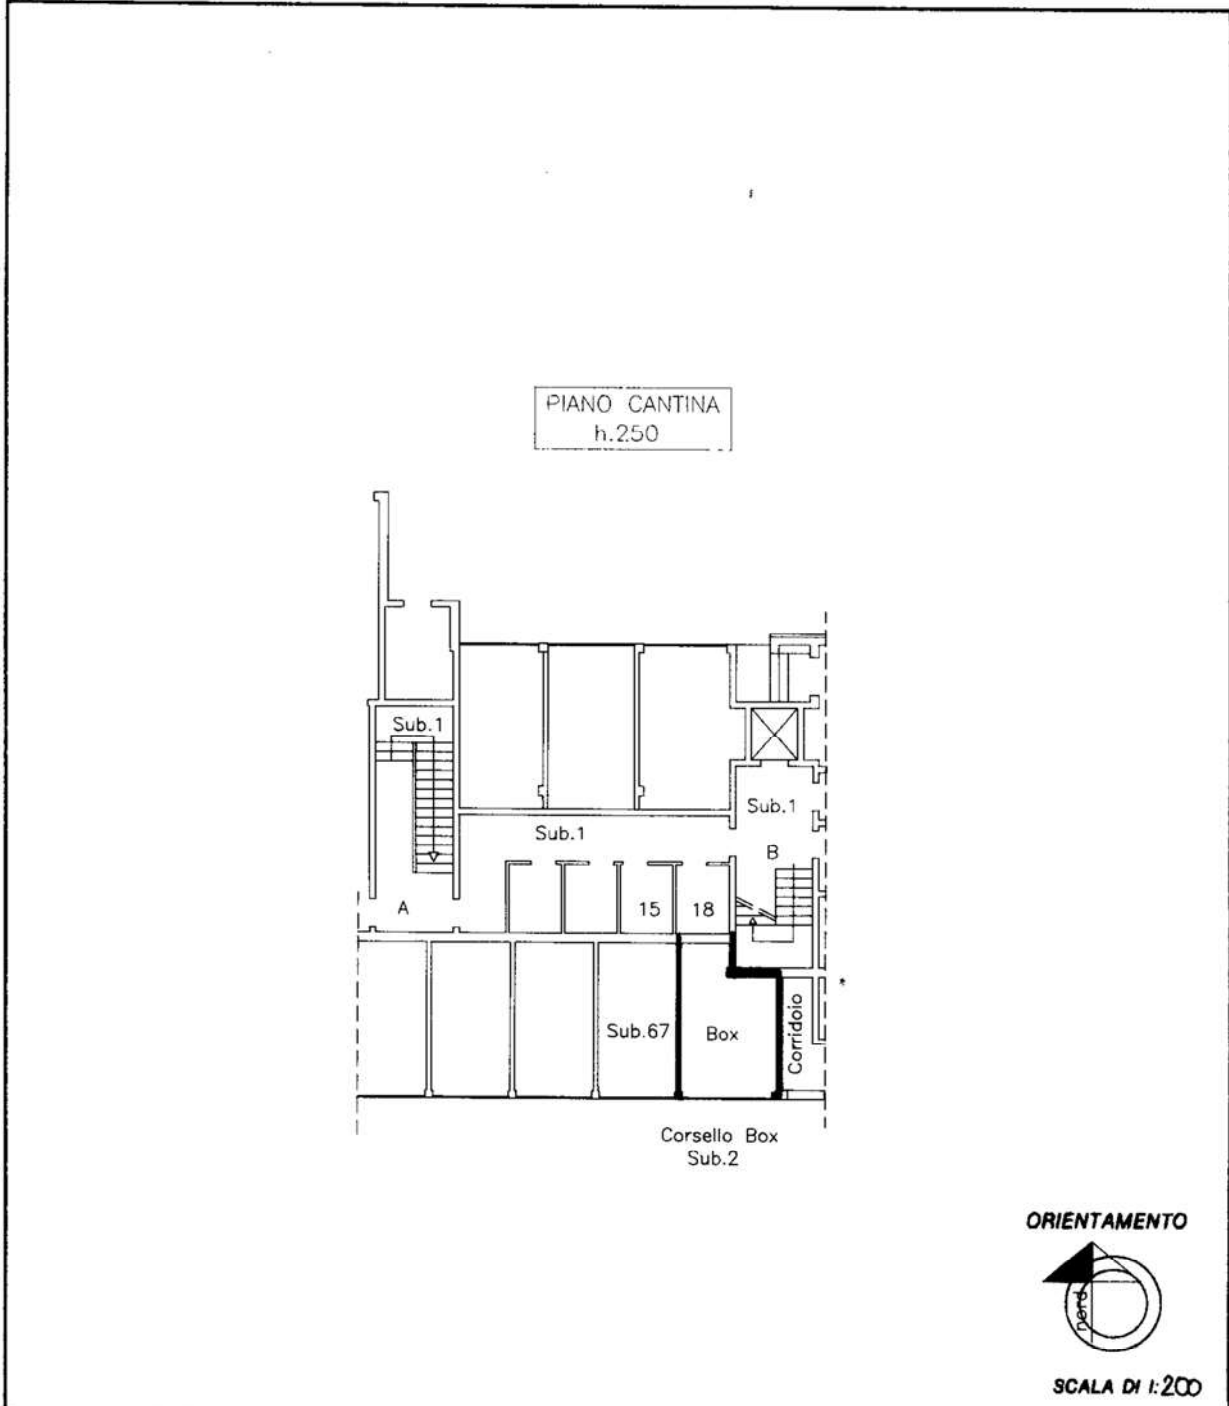 PIANO CANTINA
h.250
Sub.1
Sub.1
Sub.1
B
A
15
18
Sub.67
Box
Corridoio
Corsello Box
Sub.2
ORIENTAMENTO
nord
SCALA DI 1:200